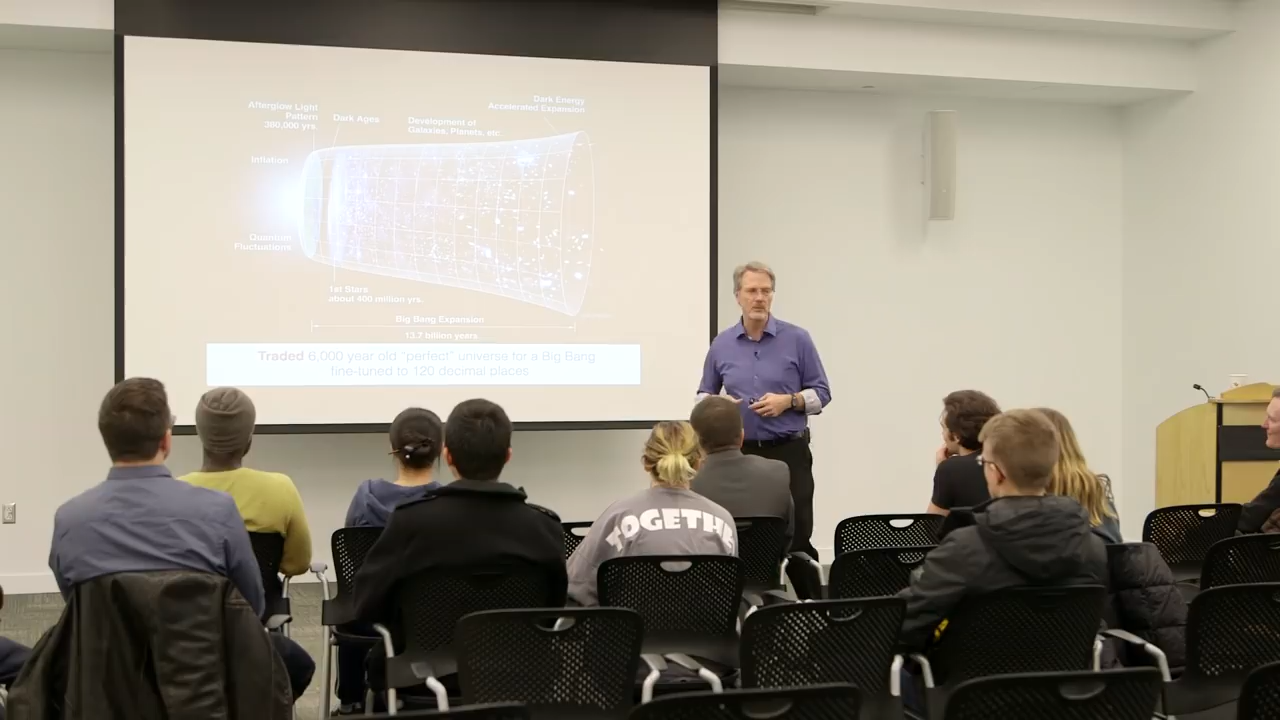 Dark Energy
Accelerated Expansion
Afterglow Light
Pattern
380,000 yrs.
Dark Ages
Development of
Galaxies, Planets, etc.
Inflation
Quantum
Fluctuations
1st Stars
about 400 million yrs.
Big Bang Expansion
13.7 billion years
Traded 6,000 year old "perfect" universe for a Big Bang
fine-tuned to 120 decimal places
TOGETHE